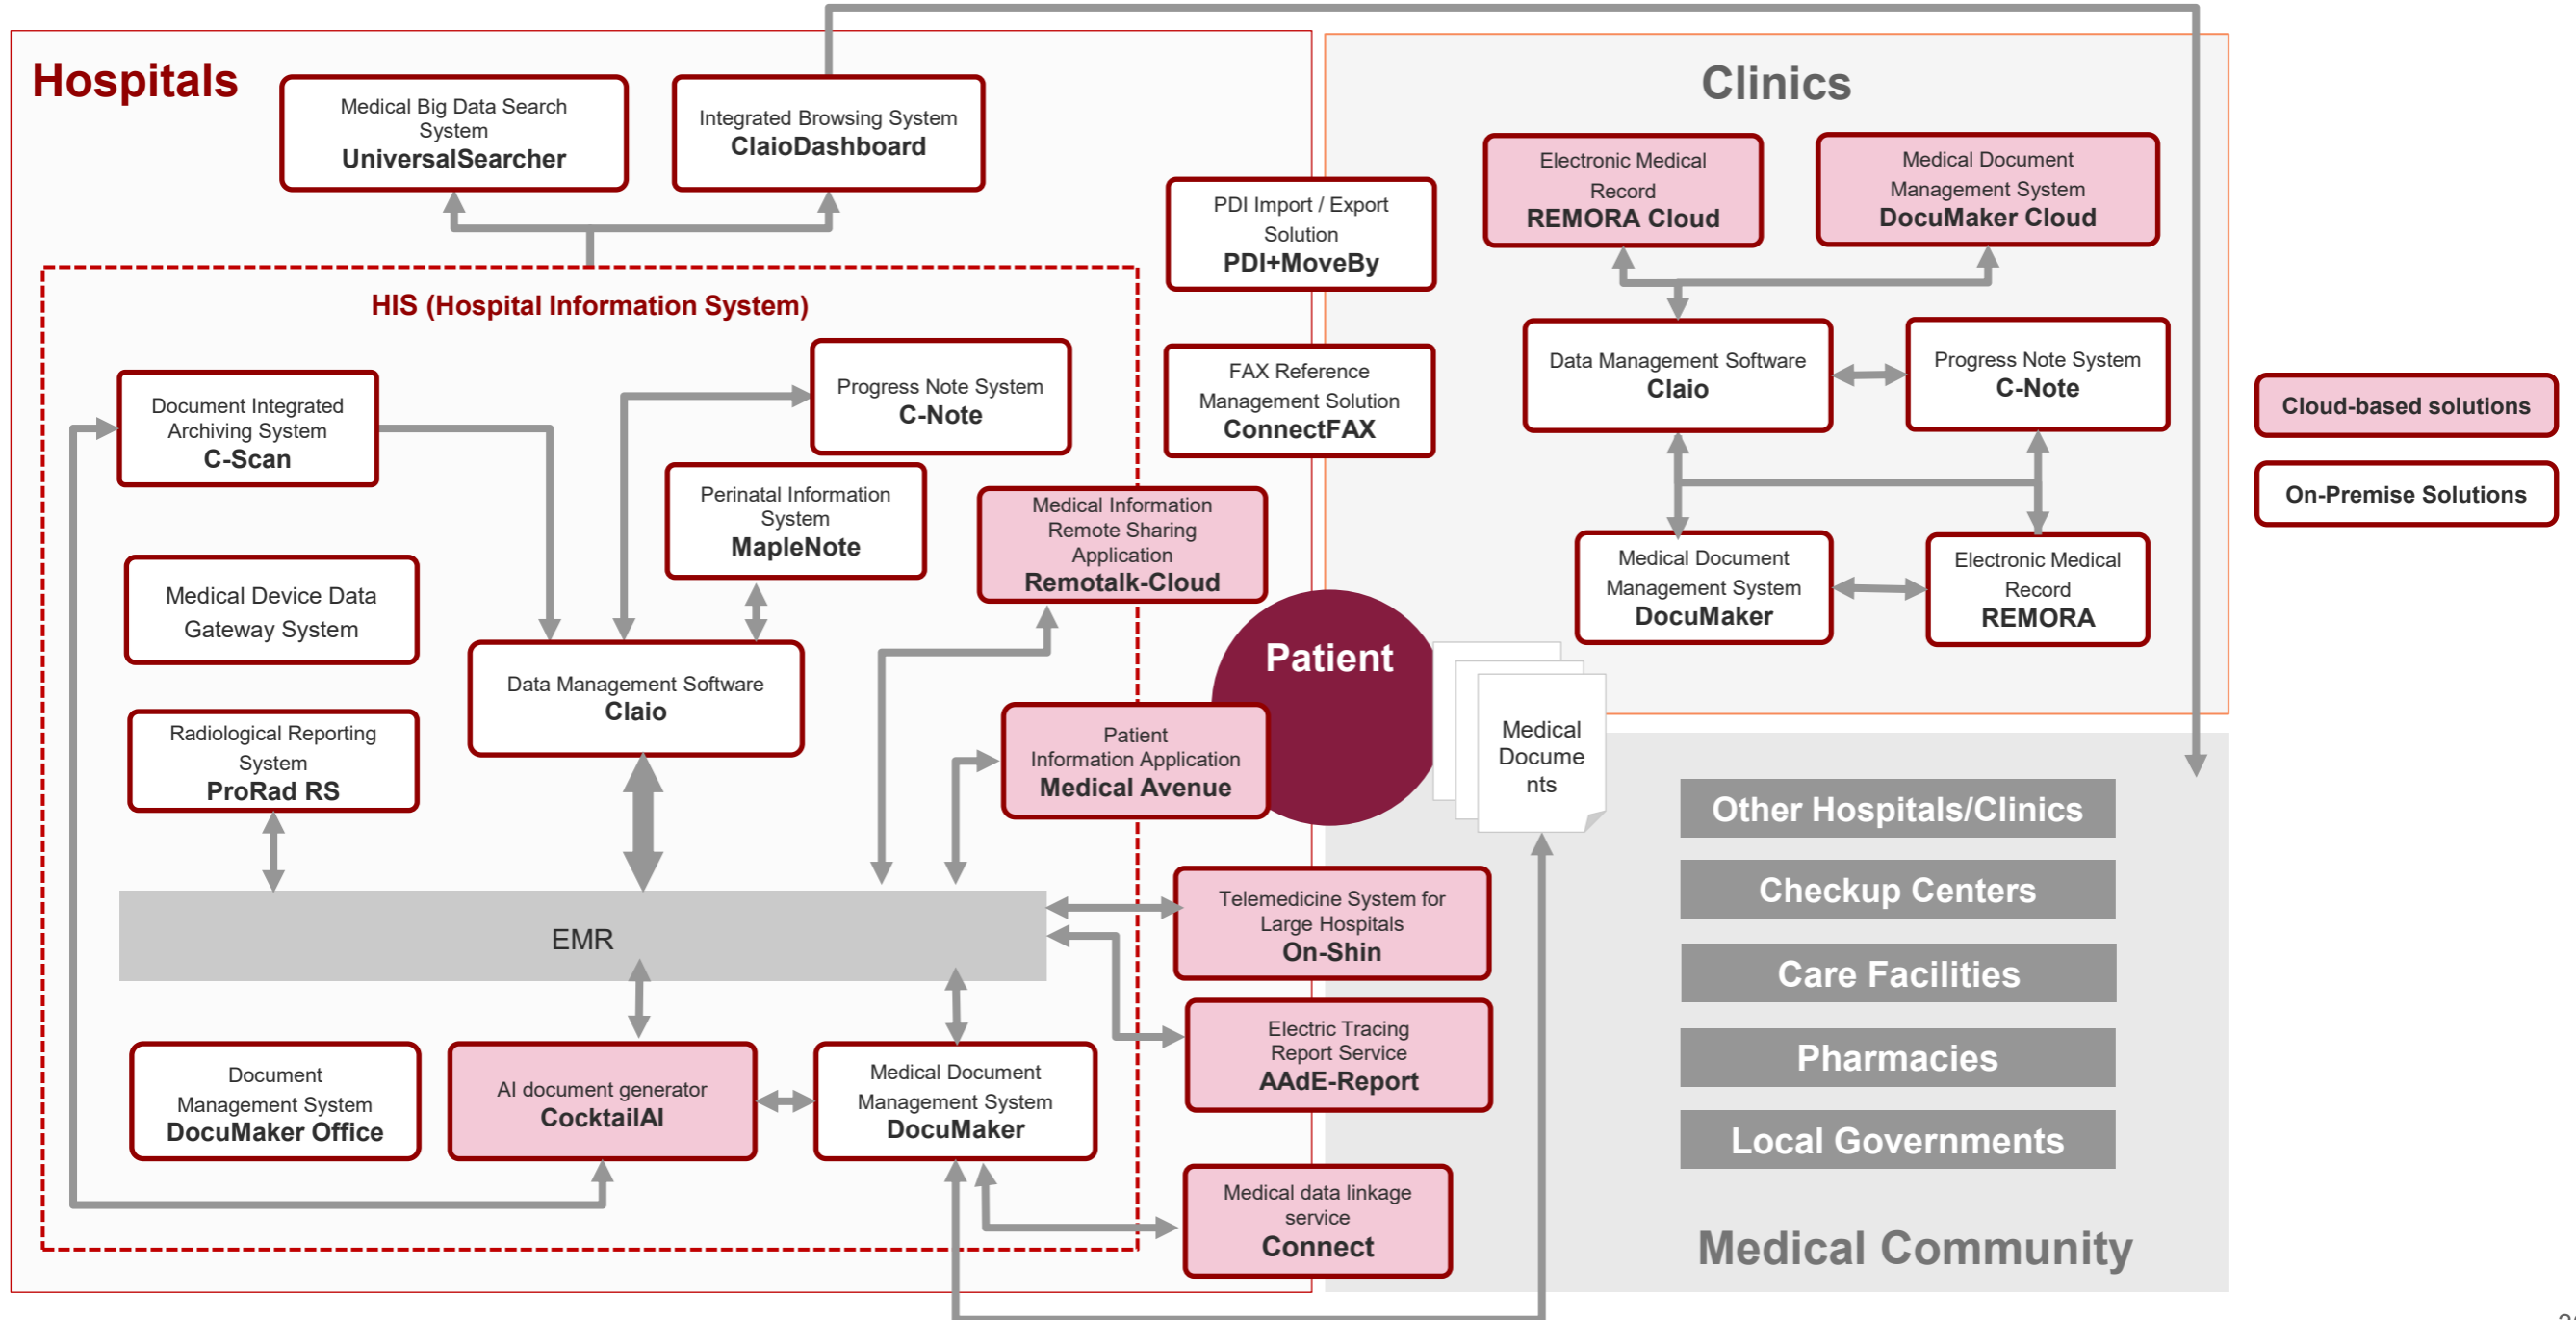 Hospitals
Medical Big Data Search
System
UniversalSearcher
Integrated Browsing System
ClaioDashboard
HIS (Hospital Information System)
Document Integrated
Archiving System
C-Scan
Progress Note System
C-Note
Perinatal Information
System
MapleNote
Medical Device Data
Gateway System
Data Management Software
Claio
Radiological Reporting
System
ProRad RS
EMR
Document
Management System
DocuMaker Office
AI document generator
CocktailAI
Medical Document
Management System
DocuMaker
PDI Import / Export
Solution
PDI+MoveBy
FAX Reference
Management Solution
ConnectFAX
Medical Information
Remote Sharing
Application
Remotalk-Cloud
Patient
Patient
Information Application
Medical Avenue
Telemedicine System for
Large Hospitals
On-Shin
Electric Tracing
Report Service
AAdE-Report
Medical data linkage
service
Connect
Clinics
Electronic Medical
Record
REMORA Cloud
Medical Document
Management System
DocuMaker Cloud
Data Management Software
Claio
Progress Note System
C-Note
Medical Document
Management System
DocuMaker
Electronic Medical
Record
REMORA
Medical
Docume
nts
Other Hospitals/Clinics
Checkup Centers
Care Facilities
Pharmacies
Local Governments
Medical Community
Cloud-based solutions
On-Premise Solutions